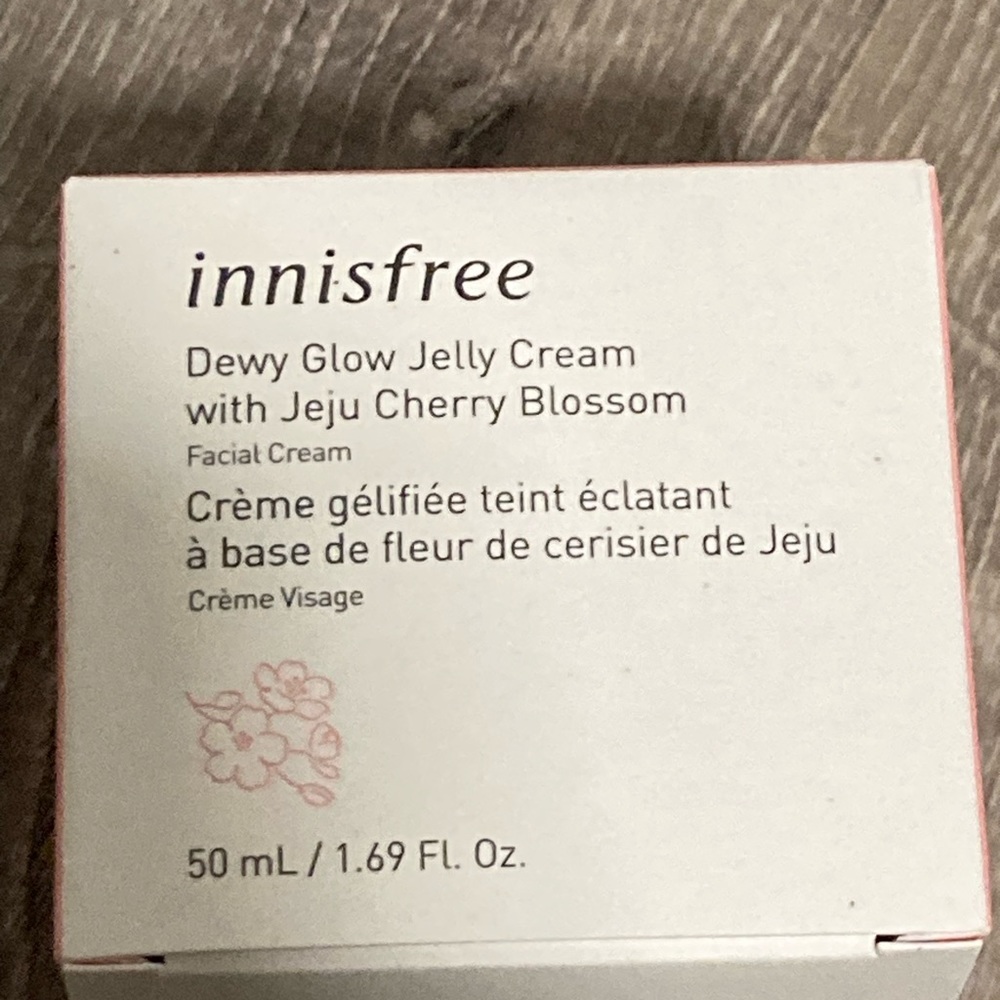 innisfree
Dewy Glow Jelly Cream
with Jeju Cherry Blossom
Facial Cream
Crème gélifiée teint éclatant
à base de fleur de cerisier de Jeju
Crème Visage
50 mL / 1.69 Fl. Oz.